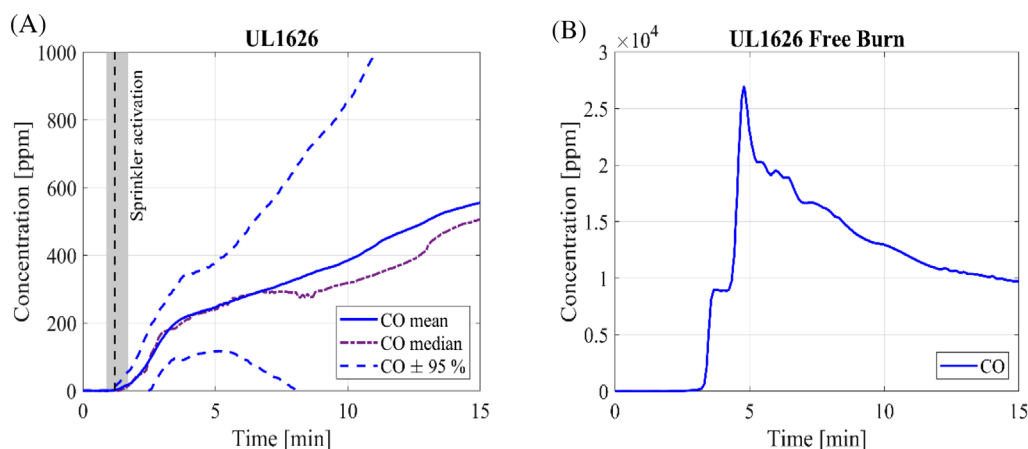 (A)
UL1626
Concentration [ppm]
1000
800
600
400
200
0
Sprinkler activation
CO mean
CO median
CO ± 95 %
0 5 10 15
Time [min]
(B)
×10⁴
UL1626 Free Burn
Concentration [ppm]
3
2.5
2
1.5
1
0.5
0
CO
0 5 10 15
Time [min]